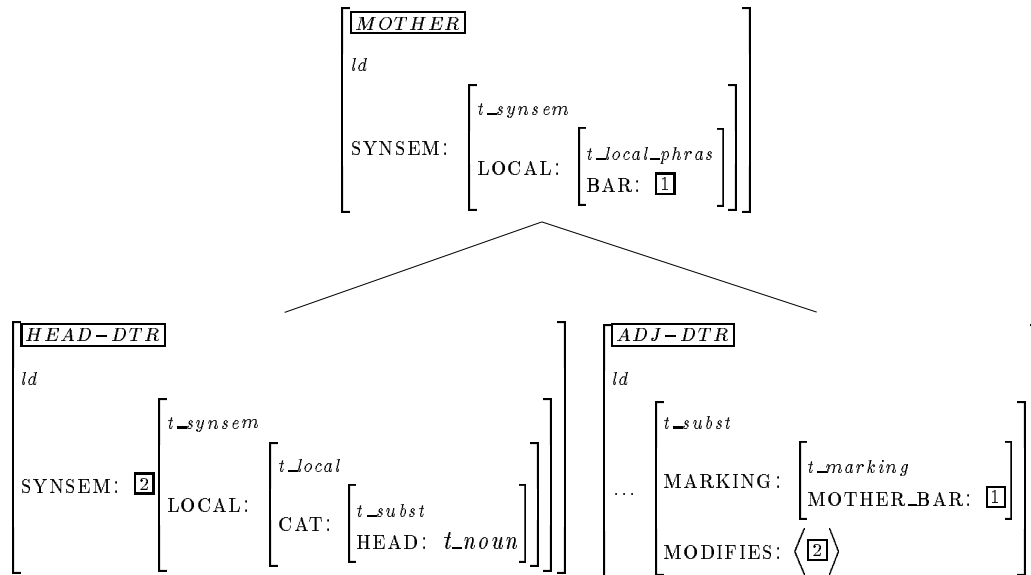 MOTHER
ld
t_synsem
SYNSEM:
LOCAL:
t_local_phras
BAR: 1
HEAD-DTR
ld
SYNSEM: 2
t_synsem
LOCAL:
t_local
CAT:
t_subst
HEAD: t_noun
ADJ-DTR
ld
...
t_subst
MARKING:
t_marking
MOTHER_BAR: 1
MODIFIES: ⟨2⟩